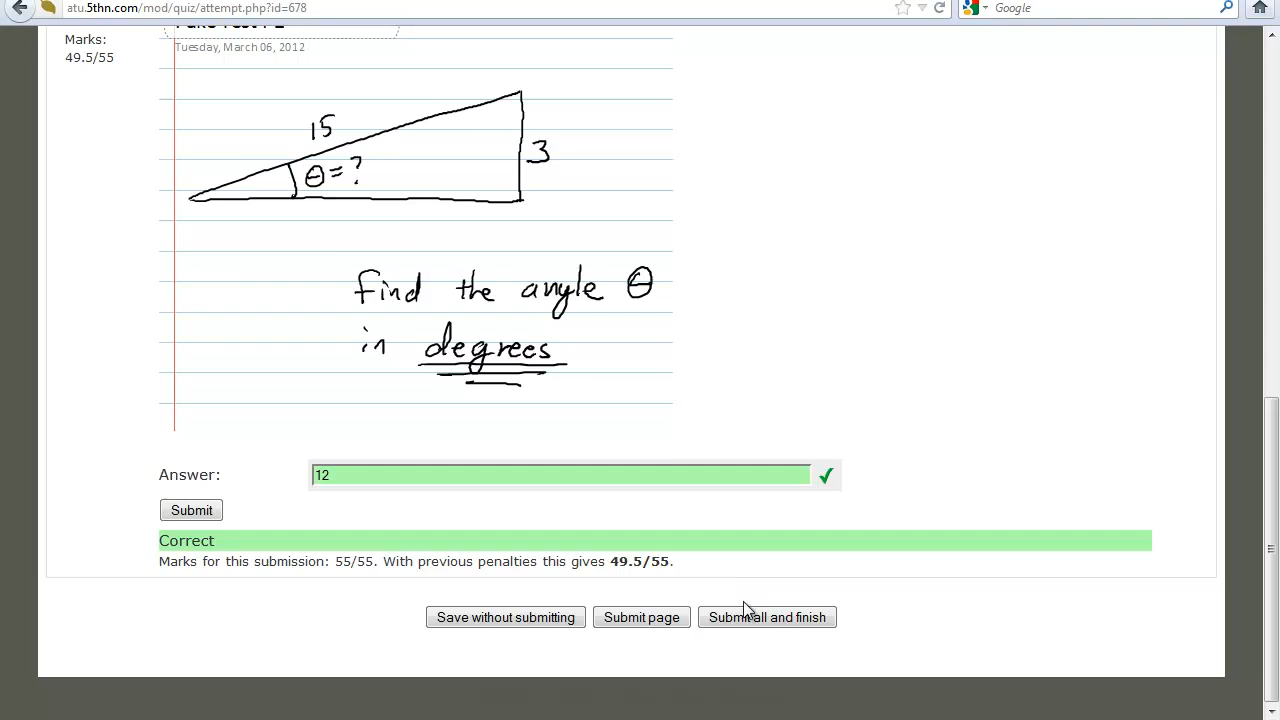 atu.5thn.com/mod/quiz/attempt.php?id=678
Google
Marks:
49.5/55
Tuesday, March 06, 2012
15
3
θ = ?
find the angle θ
in degrees
Answer:
12
Submit
Correct
Marks for this submission: 55/55. With previous penalties this gives 49.5/55.
Save without submitting
Submit page
Submit all and finish